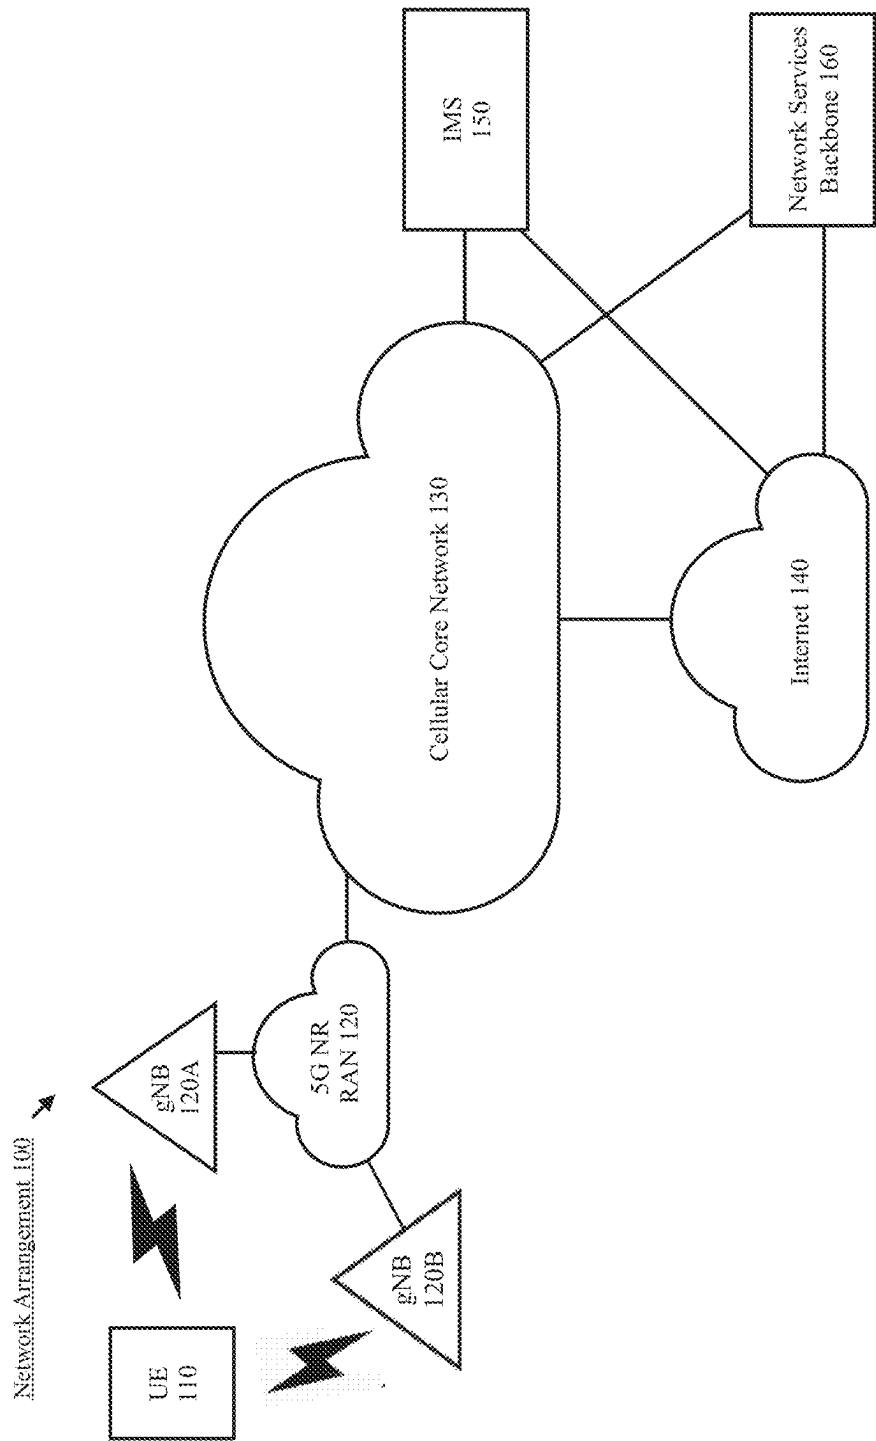 Network Arrangement 100
UE
110
gNB
120A
gNB
120B
5G NR
RAN 120
Cellular Core Network 130
Internet 140
IMS
150
Network Services
Backbone 160